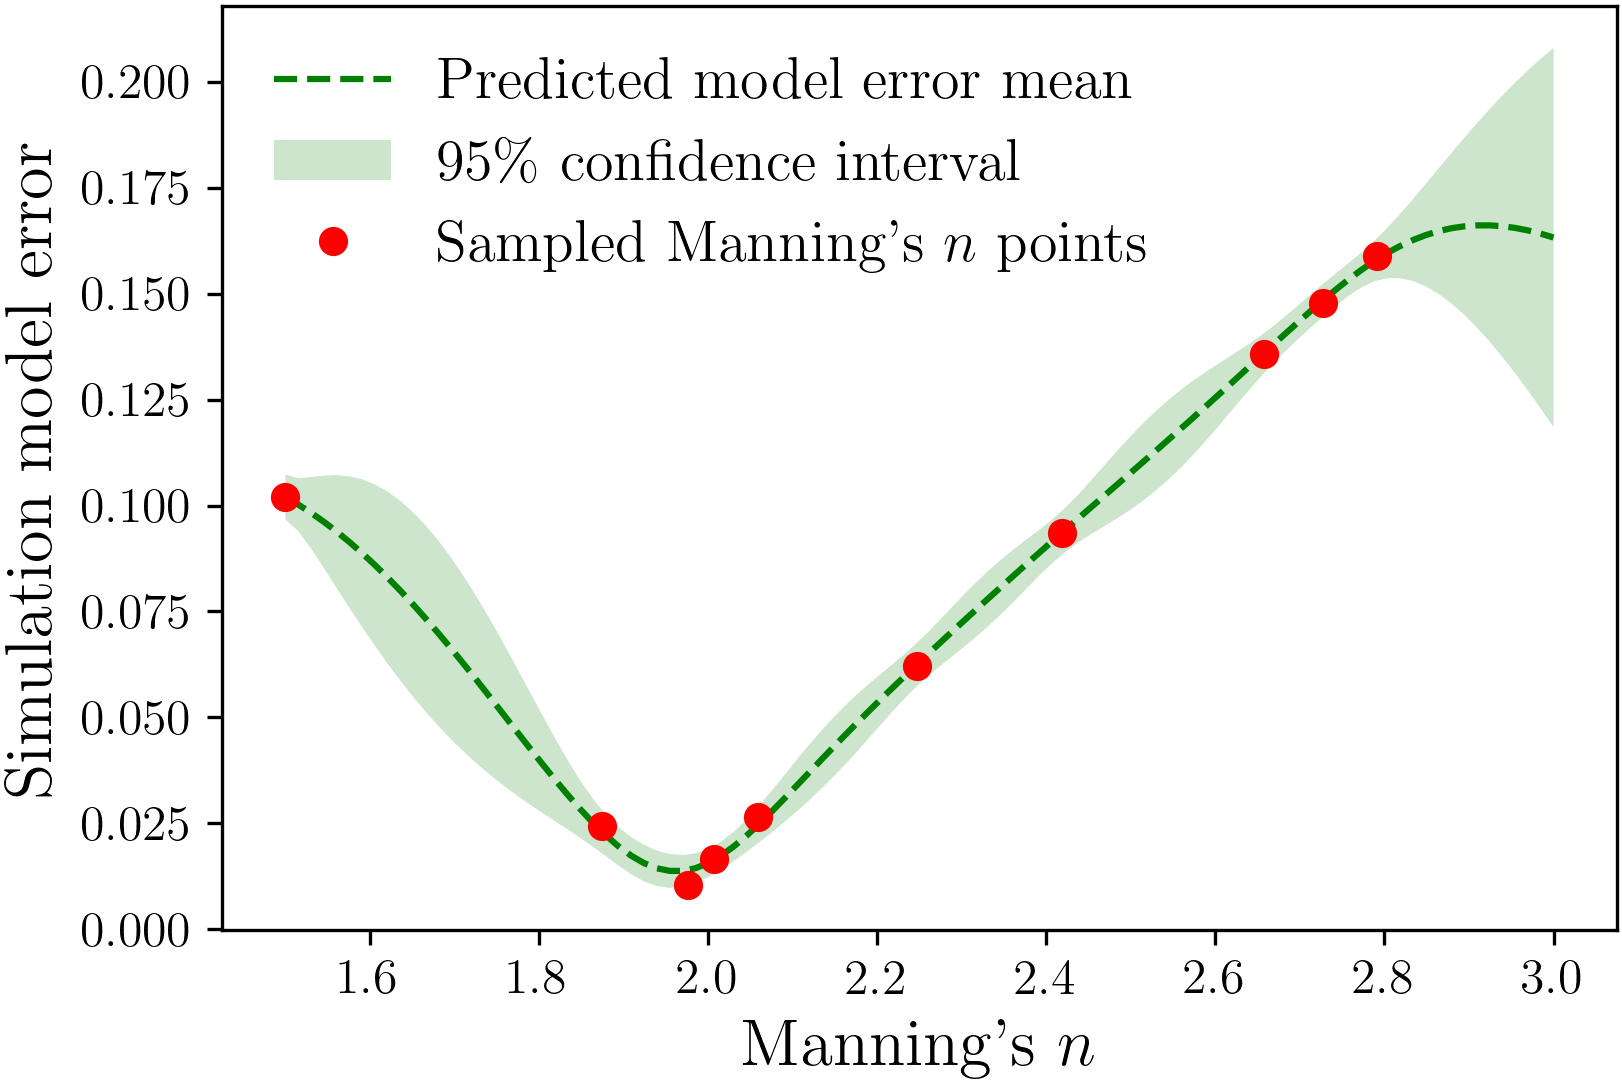 Predicted model error mean
95% confidence interval
Sampled Manning's n points
Simulation model error
0.200
0.175
0.150
0.125
0.100
0.075
0.050
0.025
0.000
1.6 1.8 2.0 2.2 2.4 2.6 2.8 3.0
Manning's n